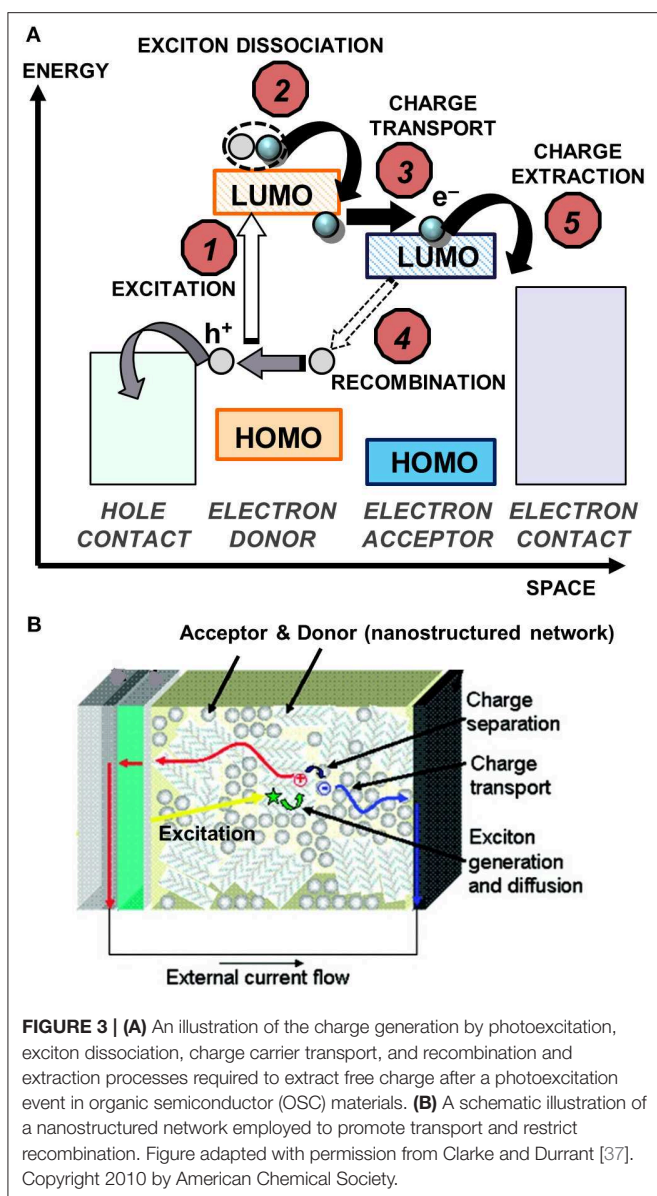 A
ENERGY
EXCITON DISSOCIATION
2
CHARGE
TRANSPORT
3
CHARGE
EXTRACTION
5
LUMO
e⁻
LUMO
1
EXCITATION
h⁺
4
RECOMBINATION
HOMO
HOMO
HOLE
CONTACT
ELECTRON
DONOR
ELECTRON
ACCEPTOR
ELECTRON
CONTACT
SPACE
B
Acceptor & Donor (nanostructured network)
Charge
separation
+
-
Charge
transport
Excitation
Exciton
generation
and diffusion
External current flow
FIGURE 3 | (A) An illustration of the charge generation by photoexcitation,
exciton dissociation, charge carrier transport, and recombination and
extraction processes required to extract free charge after a photoexcitation
event in organic semiconductor (OSC) materials. (B) A schematic illustration of
a nanostructured network employed to promote transport and restrict
recombination. Figure adapted with permission from Clarke and Durrant [37].
Copyright 2010 by American Chemical Society.